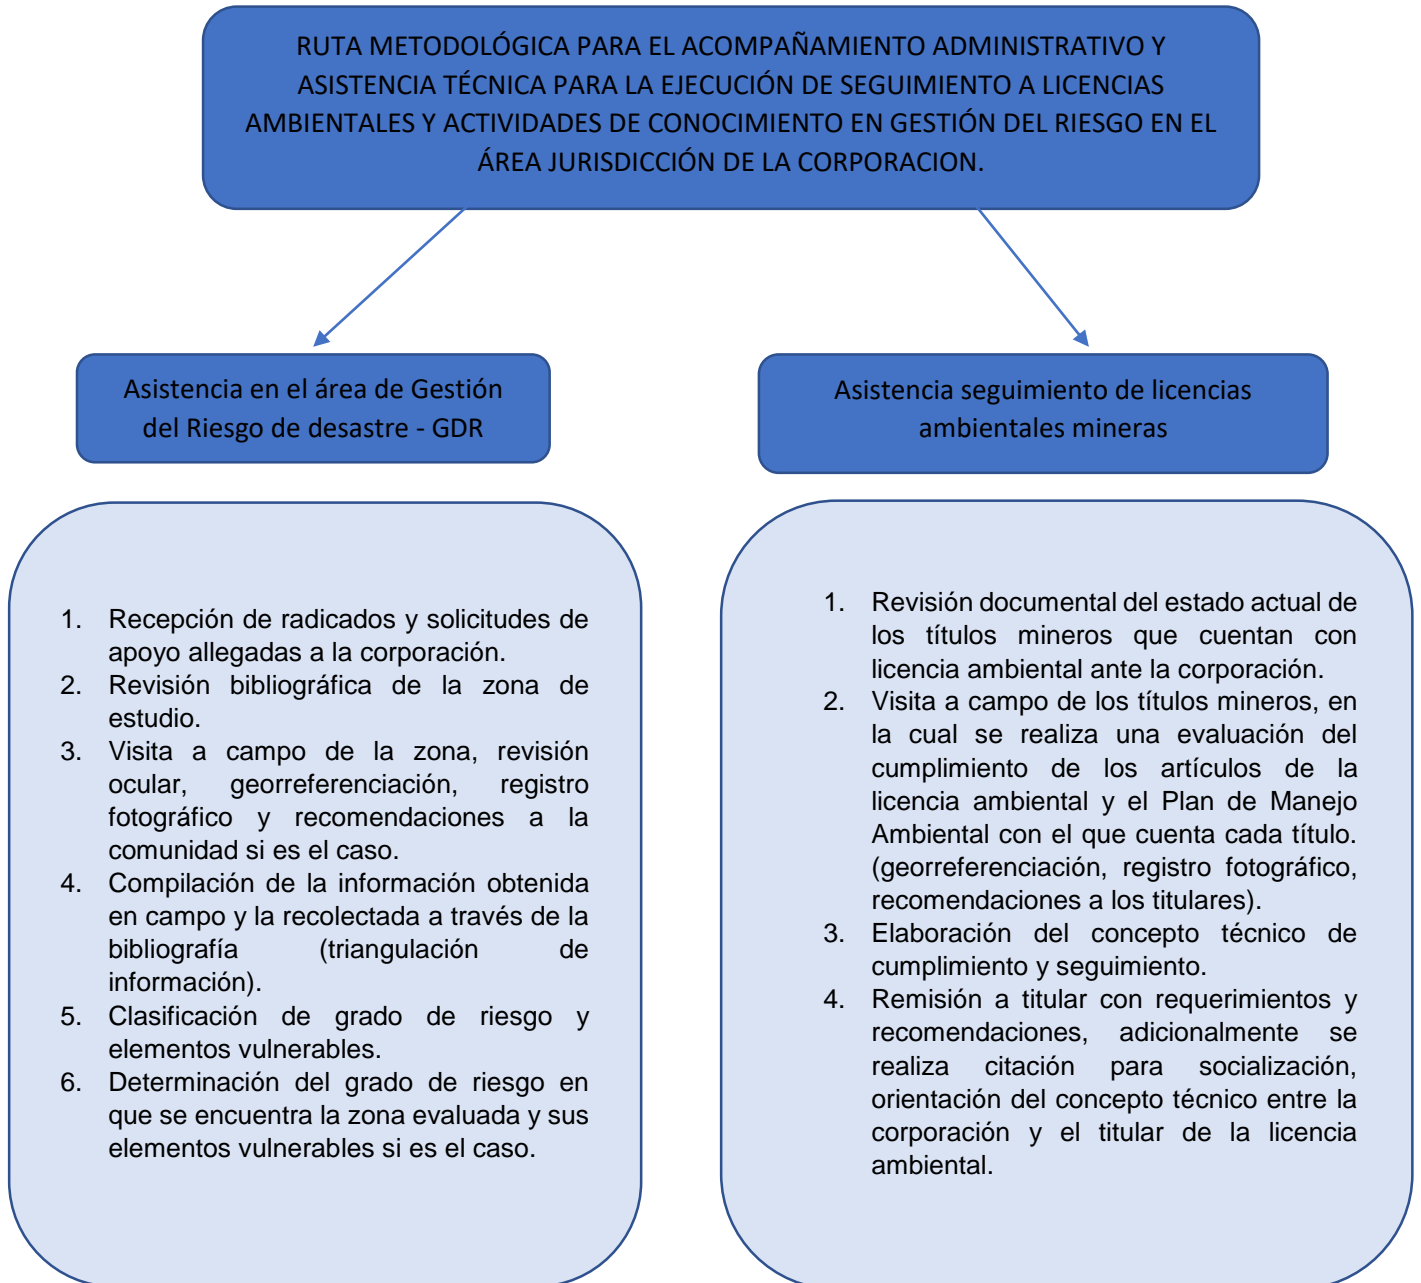 RUTA METODOLÓGICA PARA EL ACOMPAÑAMIENTO ADMINISTRATIVO Y
ASISTENCIA TÉCNICA PARA LA EJECUCIÓN DE SEGUIMIENTO A LICENCIAS
AMBIENTALES Y ACTIVIDADES DE CONOCIMIENTO EN GESTIÓN DEL RIESGO EN EL
ÁREA JURISDICCIÓN DE LA CORPORACION.
Asistencia en el área de Gestión
del Riesgo de desastre - GDR
1. Recepción de radicados y solicitudes de
apoyo allegadas a la corporación.
2. Revisión bibliográfica de la zona de
estudio.
3. Visita a campo de la zona, revisión
ocular, georreferenciación, registro
fotográfico y recomendaciones a la
comunidad si es el caso.
4. Compilación de la información obtenida
en campo y la recolectada a través de la
bibliografía (triangulación de
información).
5. Clasificación de grado de riesgo y
elementos vulnerables.
6. Determinación del grado de riesgo en
que se encuentra la zona evaluada y sus
elementos vulnerables si es el caso.
Asistencia seguimiento de licencias
ambientales mineras
1. Revisión documental del estado actual de
los títulos mineros que cuentan con
licencia ambiental ante la corporación.
2. Visita a campo de los títulos mineros, en
la cual se realiza una evaluación del
cumplimiento de los artículos de la
licencia ambiental y el Plan de Manejo
Ambiental con el que cuenta cada título.
(georreferenciación, registro fotográfico,
recomendaciones a los titulares).
3. Elaboración del concepto técnico de
cumplimiento y seguimiento.
4. Remisión a titular con requerimientos y
recomendaciones, adicionalmente se
realiza citación para socialización,
orientación del concepto técnico entre la
corporación y el titular de la licencia
ambiental.